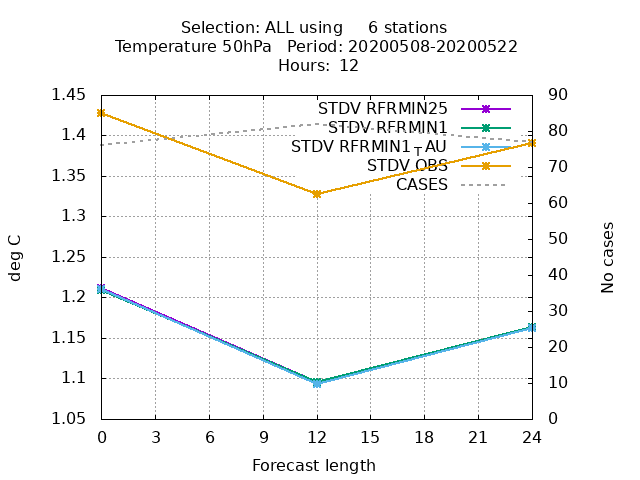 Selection: ALL using     6 stations
Temperature 50hPa   Period: 20200508-20200522
Hours: 12
1.45
1.4
1.35
1.3
1.25
1.2
1.15
1.1
1.05
deg C
STDV RFRMIN25
STDV RFRMIN1
STDV RFRMIN1_TAU
STDV OBS
CASES
90
80
70
60
50
40
30
20
10
0
No cases
0 3 6 9 12 15 18 21 24
Forecast length